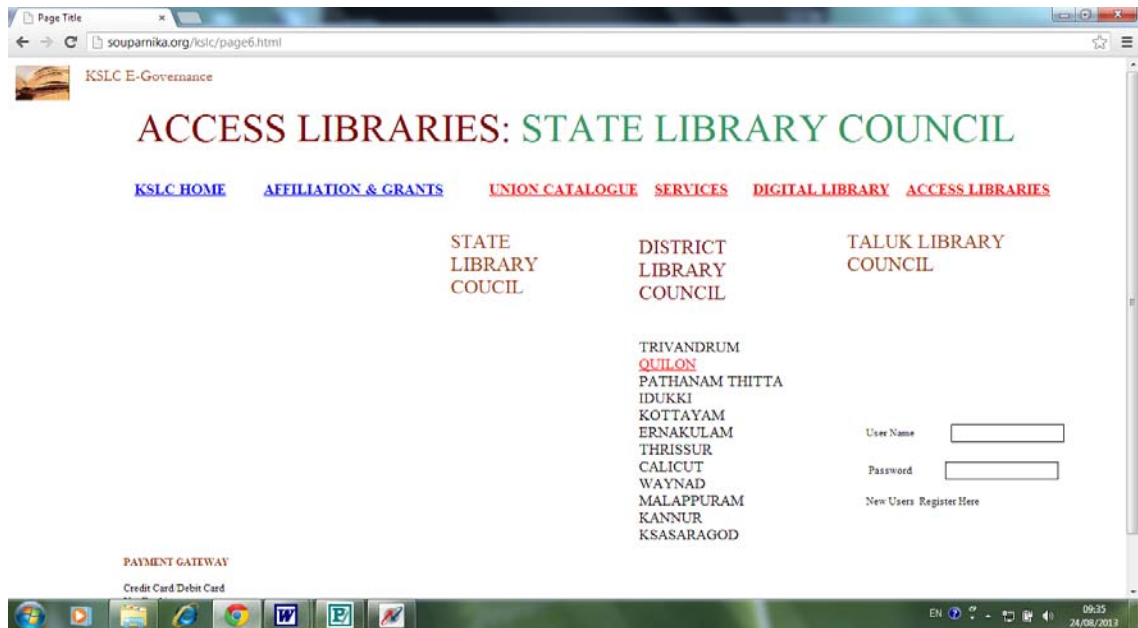 Page Title
souparnika.org/kslc/page6.html
KSLC E-Governance
ACCESS LIBRARIES: STATE LIBRARY COUNCIL
KSLC HOME AFFILIATION & GRANTS UNION CATALOGUE SERVICES DIGITAL LIBRARY ACCESS LIBRARIES
STATE
LIBRARY
COUCIL
DISTRICT
LIBRARY
COUNCIL
TALUK LIBRARY
COUNCIL
TRIVANDRUM
QUILON
PATHANAM THITTA
IDUKKI
KOTTAYAM
ERNAKULAM
THRISSUR
CALICUT
WAYNAD
MALAPPURAM
KANNUR
KSASARAGOD
User Name
Password
New Users Register Here
PAYMENT GATEWAY
Credit Card/Debit Card
EN
09:35
24/08/2013